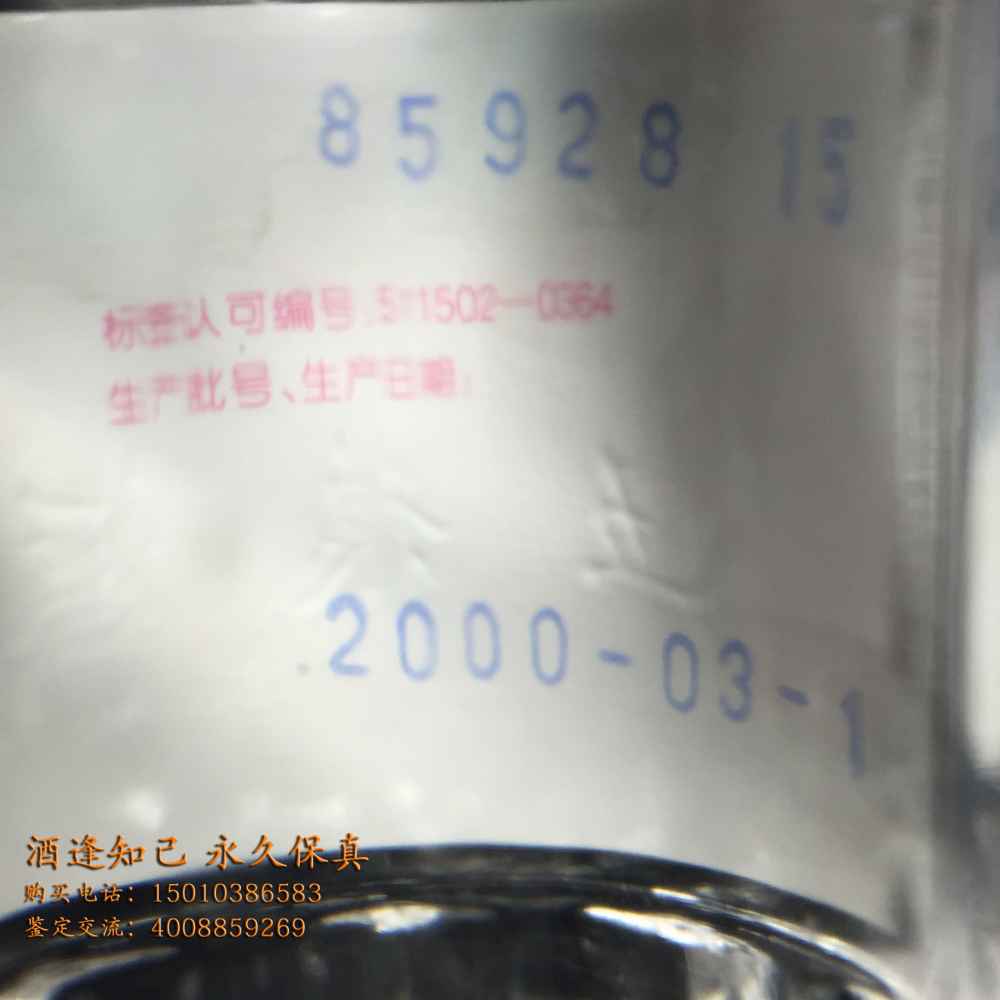 85928 15
标签认可编号:511502-0364
生产批号、生产日期:
2000-03-1
酒逢知己 永久保真
购买电话：15010386583
鉴定交流：4008859269